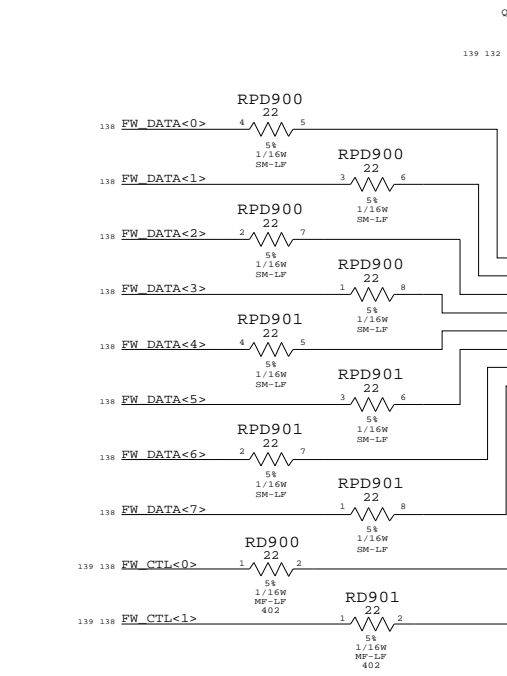 Q
139 132
RPD900
22
138 FW_DATA<0> 4 5
5%
1/16W
SM-LF
RPD900
22
138 FW_DATA<1> 3 6
5%
1/16W
SM-LF
RPD900
22
138 FW_DATA<2> 2 7
5%
1/16W
SM-LF
RPD900
22
138 FW_DATA<3> 1 8
5%
1/16W
SM-LF
RPD901
22
138 FW_DATA<4> 4 5
5%
1/16W
SM-LF
RPD901
22
138 FW_DATA<5> 3 6
5%
1/16W
SM-LF
RPD901
22
138 FW_DATA<6> 2 7
5%
1/16W
SM-LF
RPD901
22
138 FW_DATA<7> 1 8
5%
1/16W
SM-LF
RD900
22
139 138 FW_CTL<0> 1 2
5%
1/16W
MF-LF
402
RD901
22
139 138 FW_CTL<1> 1 2
5%
1/16W
MF-LF
402